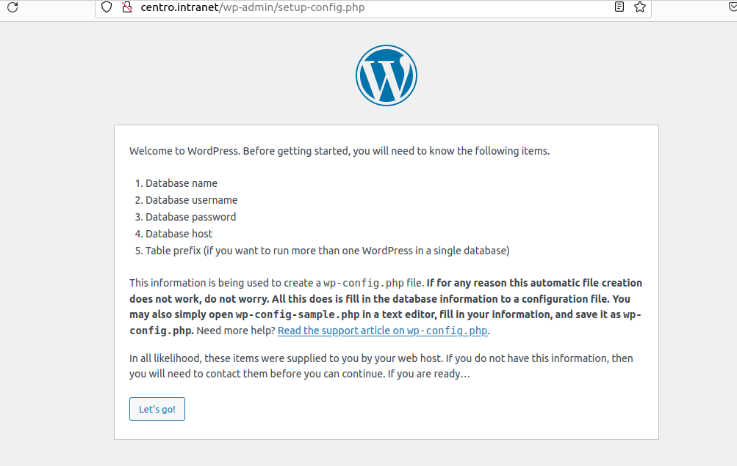 centro.intranet/wp-admin/setup-config.php
W
Welcome to WordPress. Before getting started, you will need to know the following items.
1. Database name
2. Database username
3. Database password
4. Database host
5. Table prefix (if you want to run more than one WordPress in a single database)
This information is being used to create a wp-config.php file. If for any reason this automatic file creation
does not work, do not worry. All this does is fill in the database information to a configuration file. You
may also simply open wp-config-sample.php in a text editor, fill in your information, and save it as wp-
config.php. Need more help? Read the support article on wp-config.php.
In all likelihood, these items were supplied to you by your web host. If you do not have this information, then
you will need to contact them before you can continue. If you are ready…
Let's go!